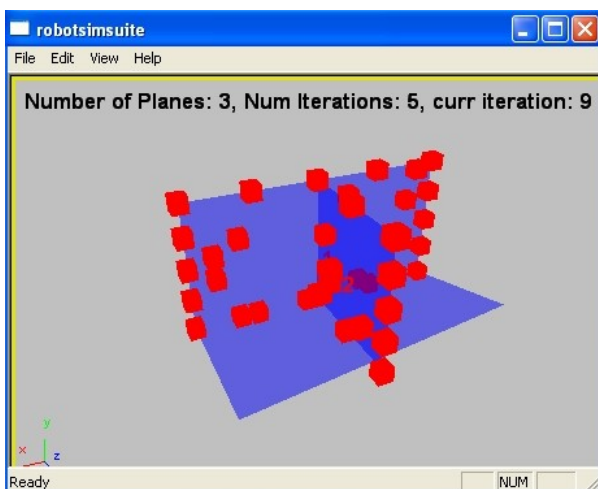 robotsimsuite
File Edit View Help
Number of Planes: 3, Num Iterations: 5, curr iteration: 9
y
x
z
Ready NUM